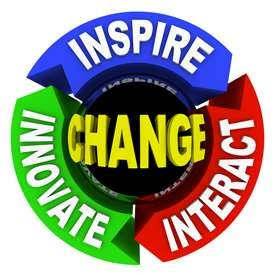 INSPIRE
CHANGE
INNOVATE
INTERACT